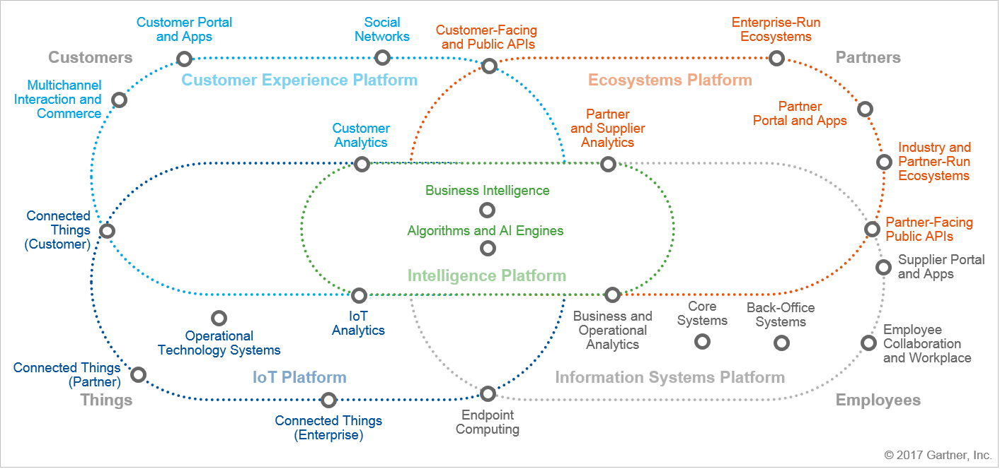 Customer Portal
and Apps
Social
Networks
Customer-Facing
and Public APIs
Enterprise-Run
Ecosystems
Customers
Partners
Customer Experience Platform
Ecosystems Platform
Multichannel
Interaction and
Commerce
Partner
Portal and Apps
Customer
Analytics
Partner
and Supplier
Analytics
Industry and
Partner-Run
Ecosystems
Business Intelligence
Connected
Things
(Customer)
Algorithms and AI Engines
Partner-Facing
Public APIs
Intelligence Platform
Supplier Portal
and Apps
IoT
Analytics
Business and
Operational
Analytics
Core
Systems
Back-Office
Systems
Operational
Technology Systems
Employee
Collaboration
and Workplace
Connected Things
(Partner)
IoT Platform
Information Systems Platform
Things
Employees
Connected Things
(Enterprise)
Endpoint
Computing
© 2017 Gartner, Inc.